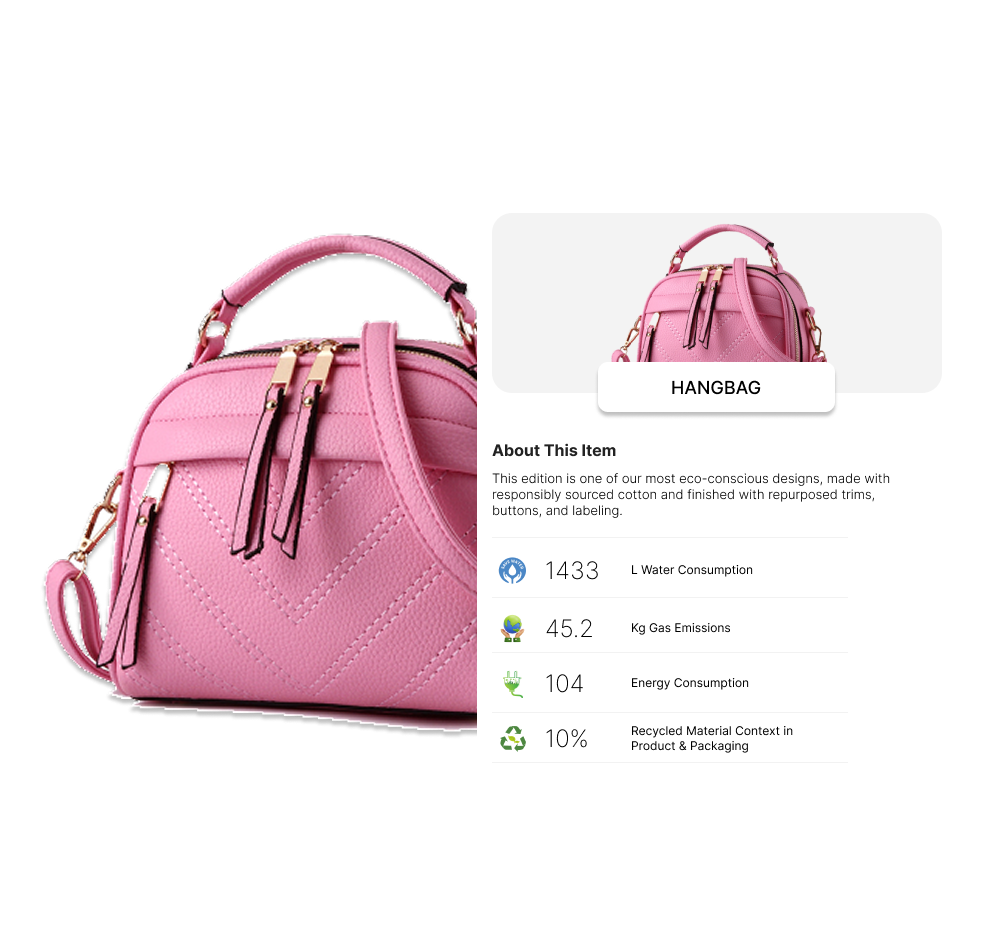 HANGBAG
About This Item
This edition is one of our most eco-conscious designs, made with
responsibly sourced cotton and finished with repurposed trims,
buttons, and labeling.
1433 L Water Consumption
45.2 Kg Gas Emissions
104 Energy Consumption
10% Recycled Material Context in
Product & Packaging